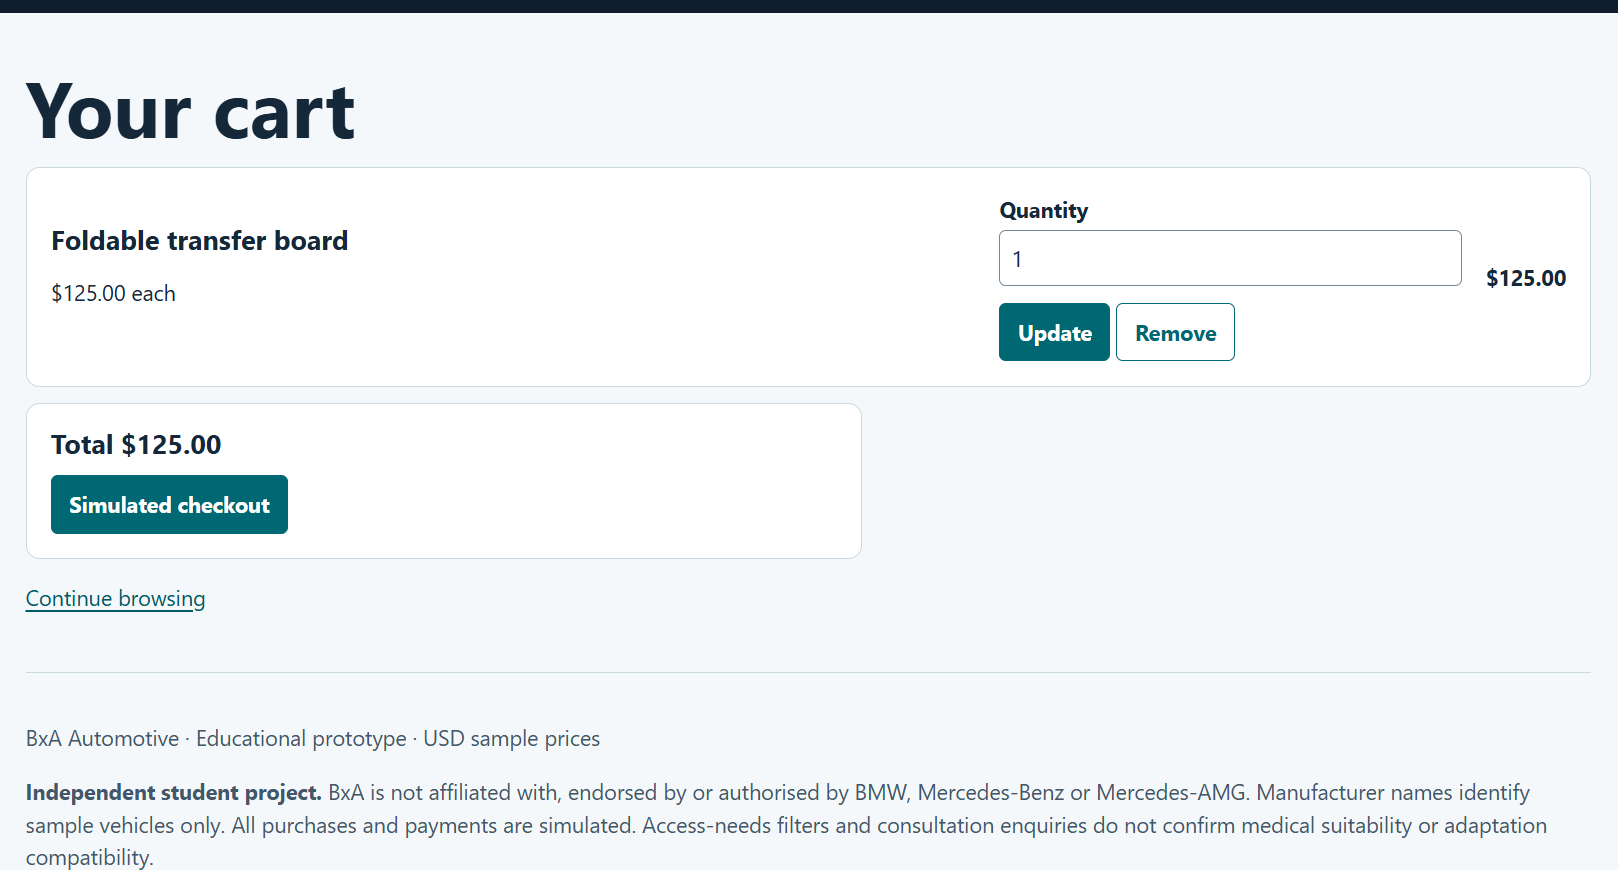 Your cart
Foldable transfer board
$125.00 each
Quantity
1
$125.00
Update Remove
Total $125.00
Simulated checkout
Continue browsing
BxA Automotive · Educational prototype · USD sample prices
Independent student project. BxA is not affiliated with, endorsed by or authorised by BMW, Mercedes-Benz or Mercedes-AMG. Manufacturer names identify
sample vehicles only. All purchases and payments are simulated. Access-needs filters and consultation enquiries do not confirm medical suitability or adaptation
compatibility.